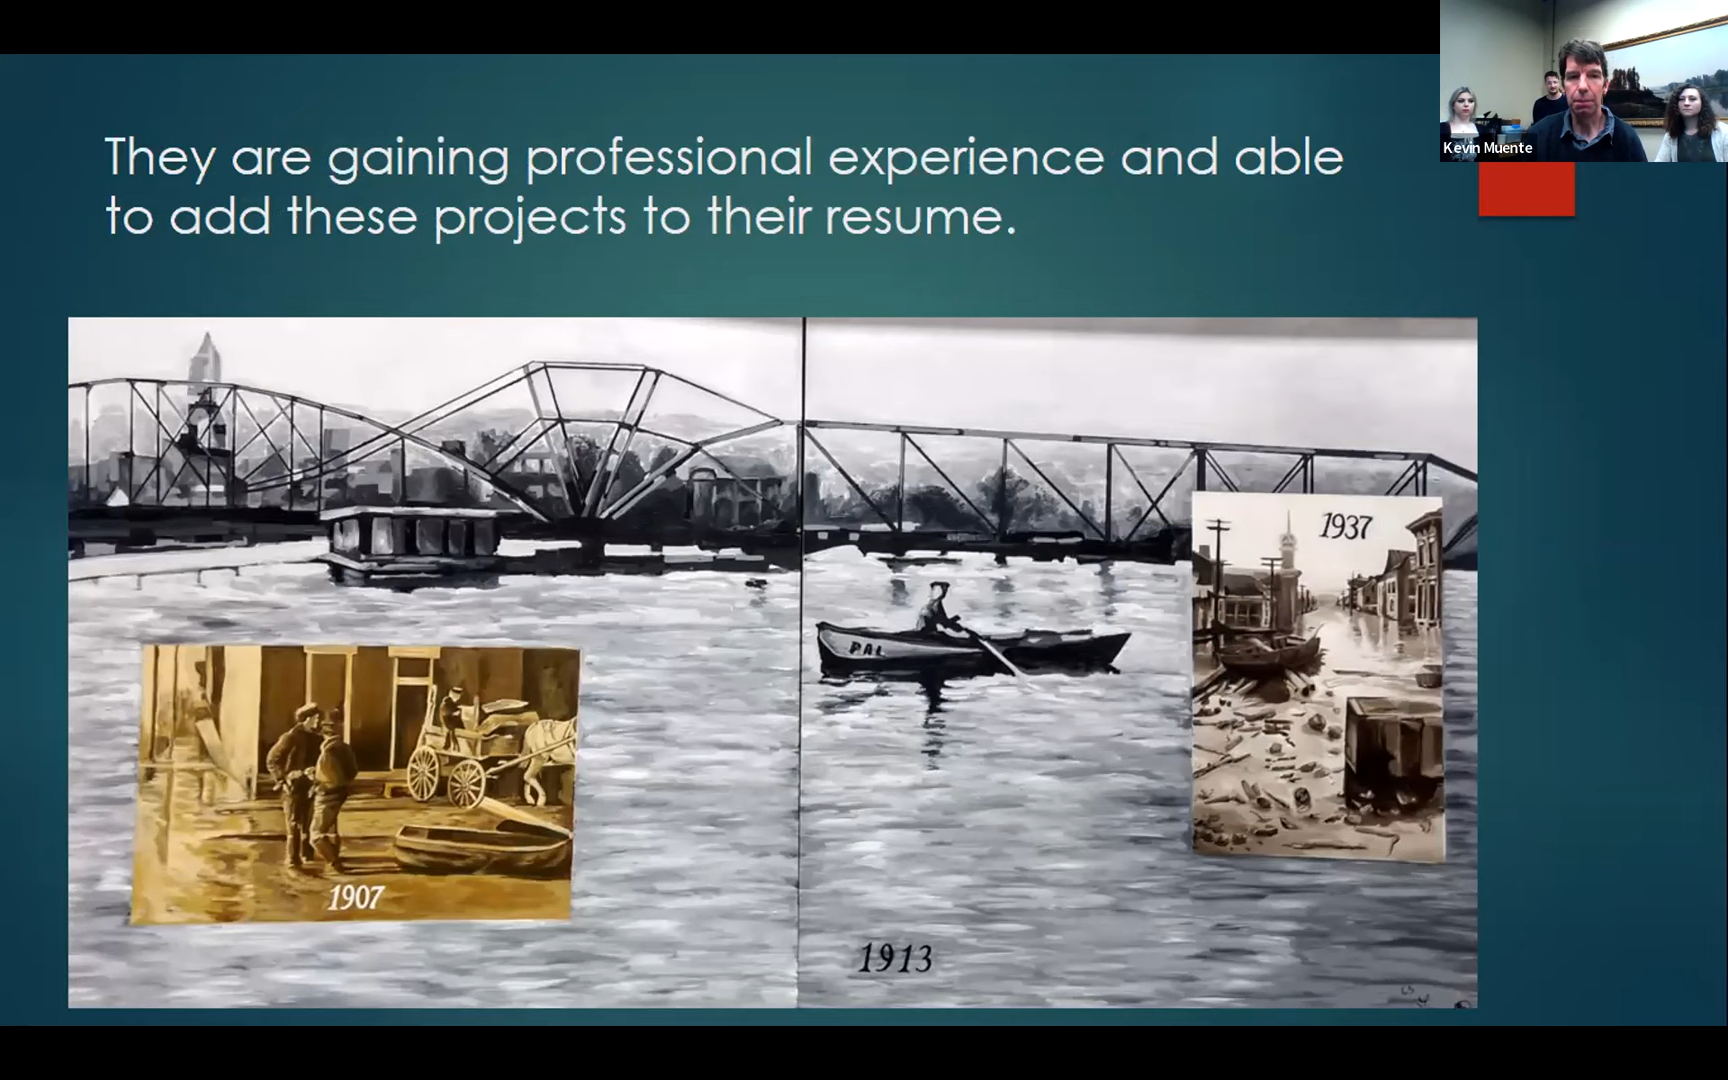 Kevin Muente
They are gaining professional experience and able
to add these projects to their resume.
1937
PAL
1907
1913